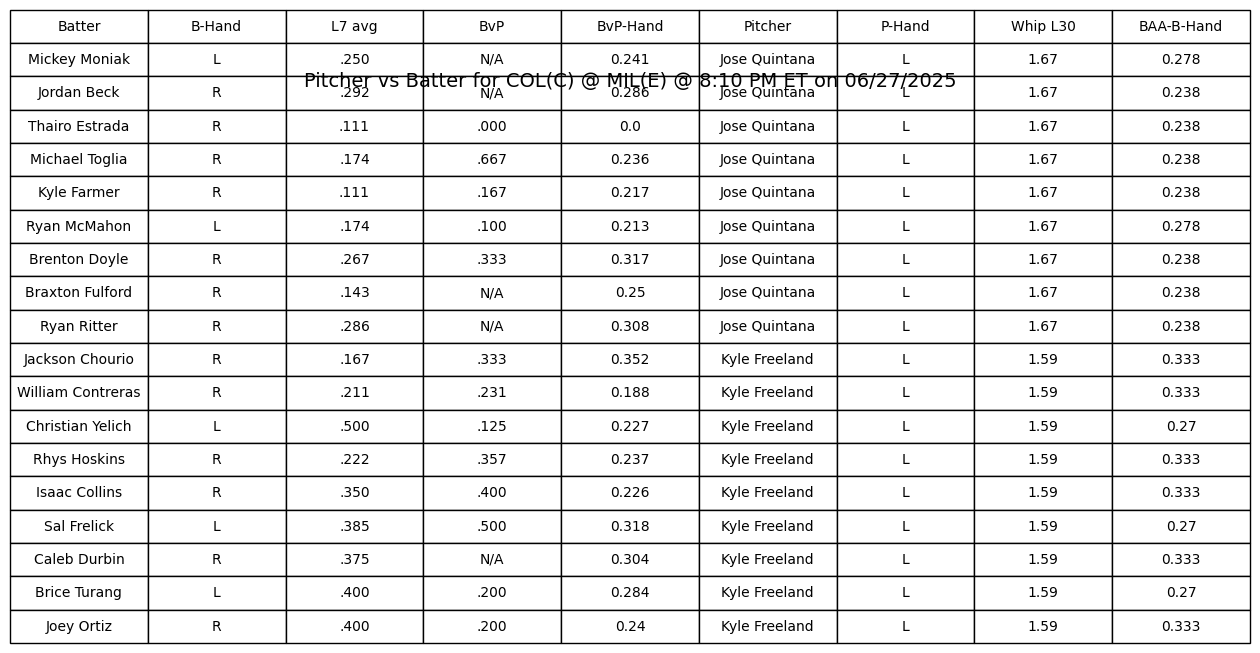 Batter B-Hand L7 avg BvP BvP-Hand Pitcher P-Hand Whip L30 BAA-B-Hand
Mickey Moniak L .250 N/A 0.241 Jose Quintana L 1.67 0.278
Pitcher vs Batter for COL(C) @ MIL(E) @ 8:10 PM ET on 06/27/2025
Jordan Beck R .292 N/A 0.286 Jose Quintana L 1.67 0.238
Thairo Estrada R .111 .000 0.0 Jose Quintana L 1.67 0.238
Michael Toglia R .174 .667 0.236 Jose Quintana L 1.67 0.238
Kyle Farmer R .111 .167 0.217 Jose Quintana L 1.67 0.238
Ryan McMahon L .174 .100 0.213 Jose Quintana L 1.67 0.278
Brenton Doyle R .267 .333 0.317 Jose Quintana L 1.67 0.238
Braxton Fulford R .143 N/A 0.25 Jose Quintana L 1.67 0.238
Ryan Ritter R .286 N/A 0.308 Jose Quintana L 1.67 0.238
Jackson Chourio R .167 .333 0.352 Kyle Freeland L 1.59 0.333
William Contreras R .211 .231 0.188 Kyle Freeland L 1.59 0.333
Christian Yelich L .500 .125 0.227 Kyle Freeland L 1.59 0.27
Rhys Hoskins R .222 .357 0.237 Kyle Freeland L 1.59 0.333
Isaac Collins R .350 .400 0.226 Kyle Freeland L 1.59 0.333
Sal Frelick L .385 .500 0.318 Kyle Freeland L 1.59 0.27
Caleb Durbin R .375 N/A 0.304 Kyle Freeland L 1.59 0.333
Brice Turang L .400 .200 0.284 Kyle Freeland L 1.59 0.27
Joey Ortiz R .400 .200 0.24 Kyle Freeland L 1.59 0.333